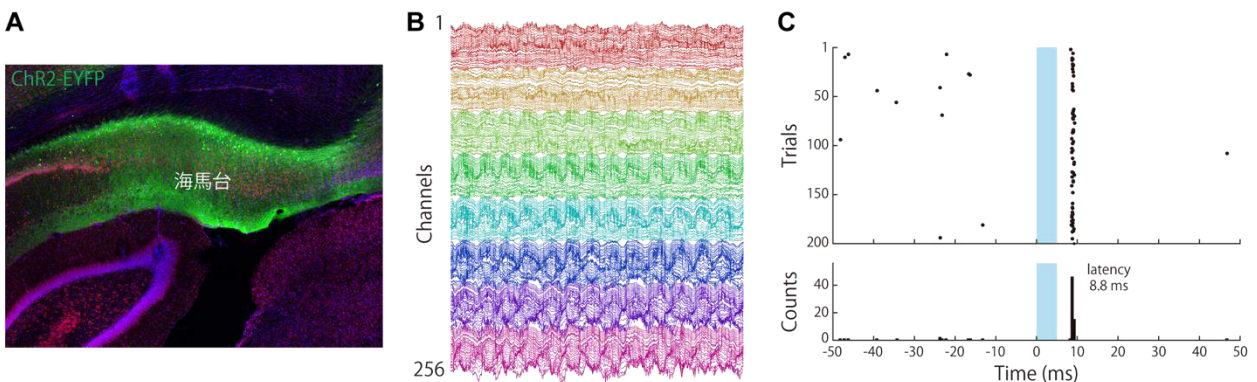 A
ChR2-EYFP
海馬台
B
1
Channels
256
C
1
50
100
150
200
Trials
latency
8.8 ms
40
20
0
Counts
-50 -40 -30 -20 -10 0 10 20 30 40 50
Time (ms)